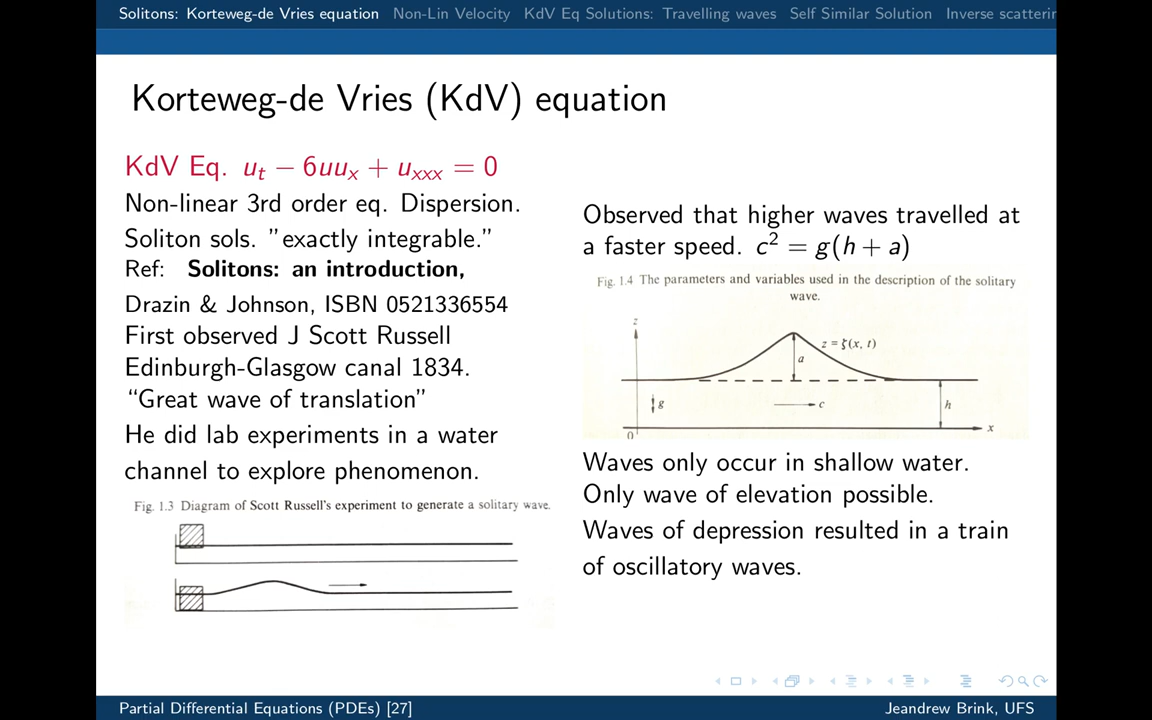 Solitons: Korteweg-de Vries equation Non-Lin Velocity KdV Eq Solutions: Travelling waves Self Similar Solution Inverse scatterin
Korteweg-de Vries (KdV) equation
KdV Eq. uₜ − 6uuₓ + uₓₓₓ = 0
Non-linear 3rd order eq. Dispersion.
Soliton sols. ”exactly integrable.”
Ref: Solitons: an introduction,
Drazin & Johnson, ISBN 0521336554
First observed J Scott Russell
Edinburgh-Glasgow canal 1834.
“Great wave of translation”
He did lab experiments in a water
channel to explore phenomenon.
Fig. 1.3 Diagram of Scott Russell's experiment to generate a solitary wave.
Observed that higher waves travelled at
a faster speed. c² = g(h + a)
Fig. 1.4 The parameters and variables used in the description of the solitary
wave.
z
z = ζ(x, t)
a
g
c
h
0
x
Waves only occur in shallow water.
Only wave of elevation possible.
Waves of depression resulted in a train
of oscillatory waves.
Partial Differential Equations (PDEs) [27]
Jeandrew Brink, UFS